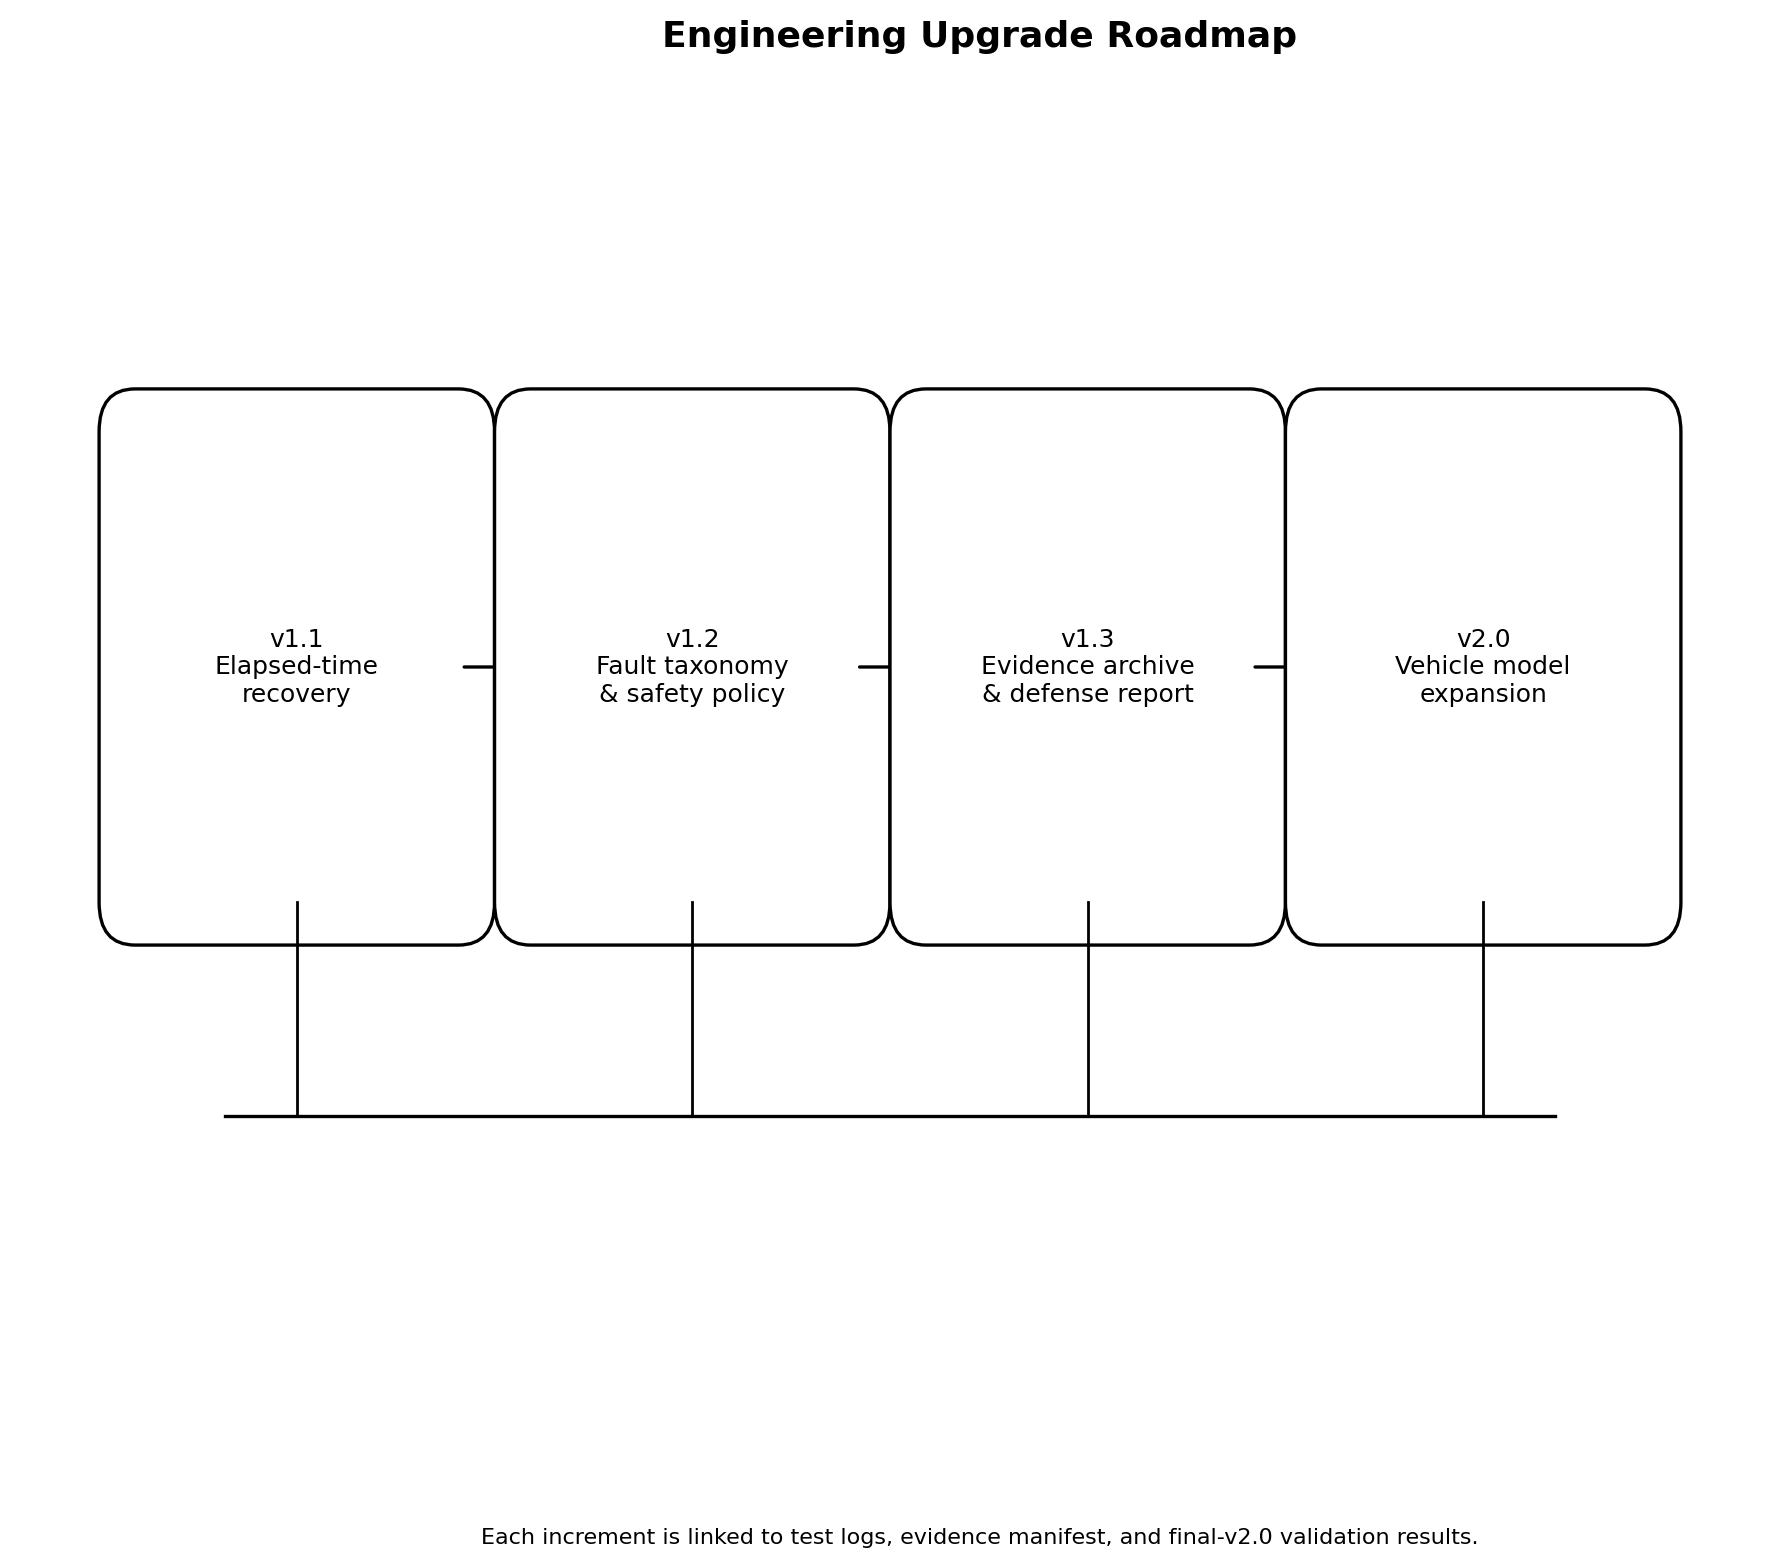 Engineering Upgrade Roadmap
v1.1
Elapsed-time
recovery
v1.2
Fault taxonomy
& safety policy
v1.3
Evidence archive
& defense report
v2.0
Vehicle model
expansion
Each increment is linked to test logs, evidence manifest, and final-v2.0 validation results.